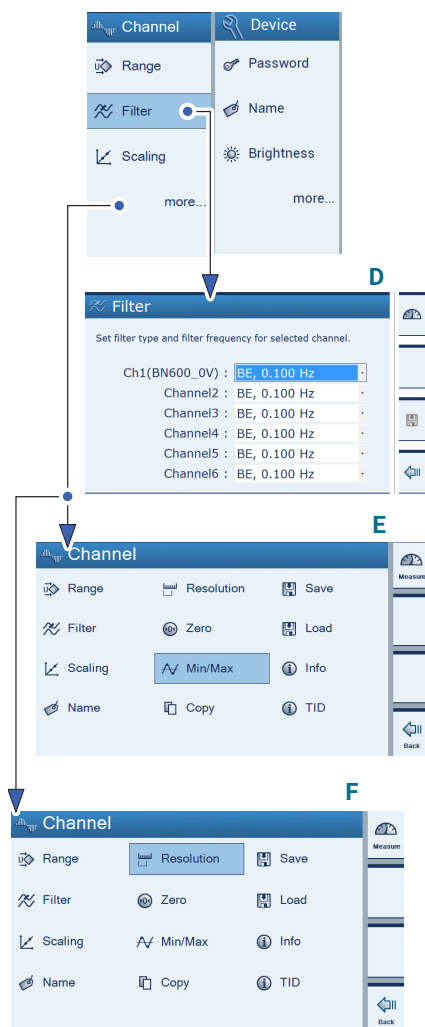 Channel
Device
Range
Password
Filter
Name
Scaling
Brightness
more...
more...
D
Filter
Set filter type and filter frequency for selected channel.
Ch1(BN600_0V) : BE, 0.100 Hz
Channel2 : BE, 0.100 Hz
Channel3 : BE, 0.100 Hz
Channel4 : BE, 0.100 Hz
Channel5 : BE, 0.100 Hz
Channel6 : BE, 0.100 Hz
E
Channel
Measure
Range Resolution Save
Filter Zero Load
Scaling Min/Max Info
Name Copy TID
Back
F
Channel
Measure
Range Resolution Save
Filter Zero Load
Scaling Min/Max Info
Name Copy TID
Back